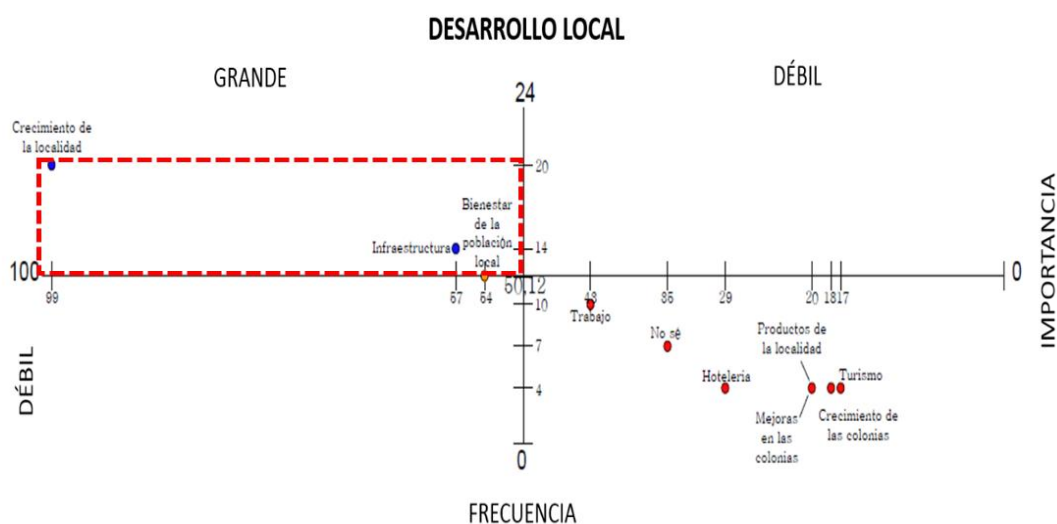 DESARROLLO LOCAL
GRANDE
DÉBIL
24
Crecimiento de
la localidad
20
Bienestar
de la
población
local
Infraestructura
14
100
50,12
0
99
67
64
43
85
29
20
18
17
IMPORTANCIA
10
Trabajo
7
No sé
Productos de
la localidad
Hoteleria
Turismo
4
DÉBIL
Mejoras
en las
colonias
Crecimiento de
las colonias
0
FRECUENCIA